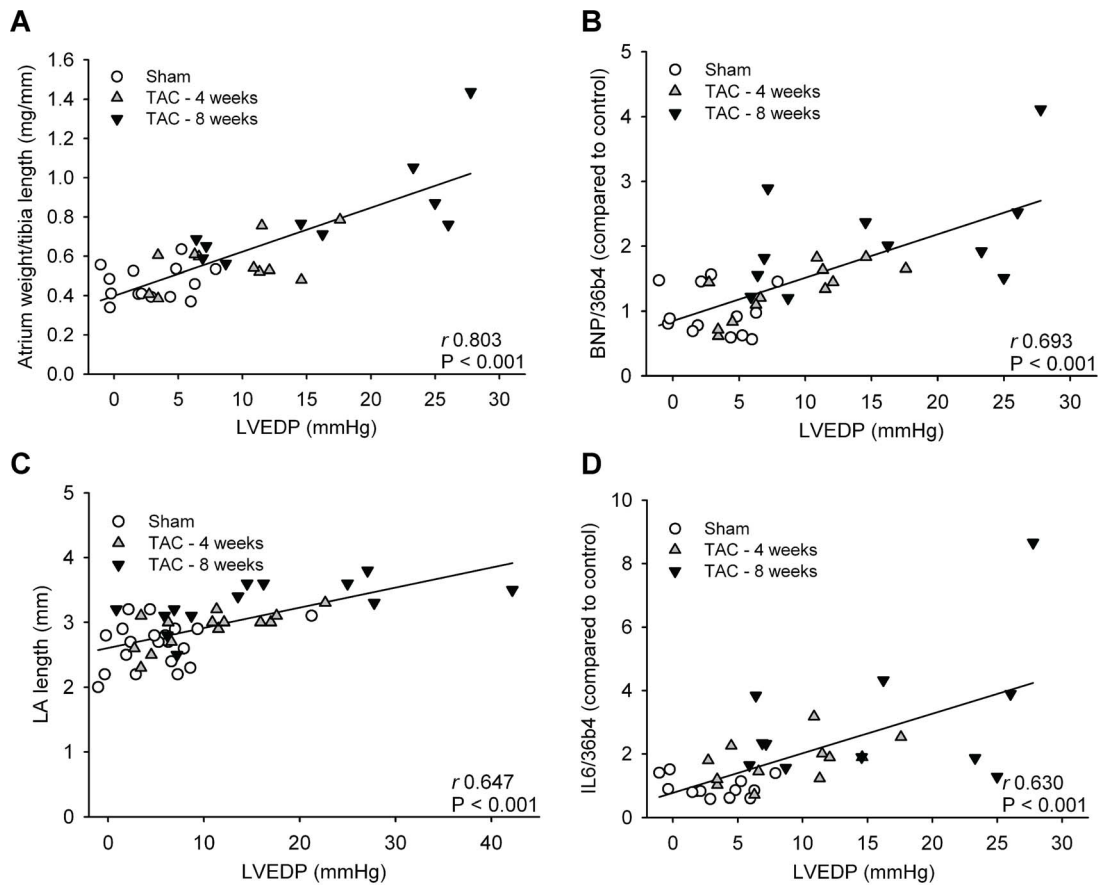 A
Atrium weight/tibia length (mg/mm)
1.6
1.4
1.2
1.0
0.8
0.6
0.4
0.2
0.0
Sham
TAC - 4 weeks
TAC - 8 weeks
r 0.803
P < 0.001
0 5 10 15 20 25 30
LVEDP (mmHg)
B
BNP/36b4 (compared to control)
5
4
3
2
1
0
Sham
TAC - 4 weeks
TAC - 8 weeks
r 0.693
P < 0.001
0 5 10 15 20 25 30
LVEDP (mmHg)
C
LA length (mm)
5
4
3
2
1
0
Sham
TAC - 4 weeks
TAC - 8 weeks
r 0.647
P < 0.001
0 10 20 30 40
LVEDP (mmHg)
D
IL6/36b4 (compared to control)
10
8
6
4
2
0
Sham
TAC - 4 weeks
TAC - 8 weeks
r 0.630
P < 0.001
0 5 10 15 20 25 30
LVEDP (mmHg)